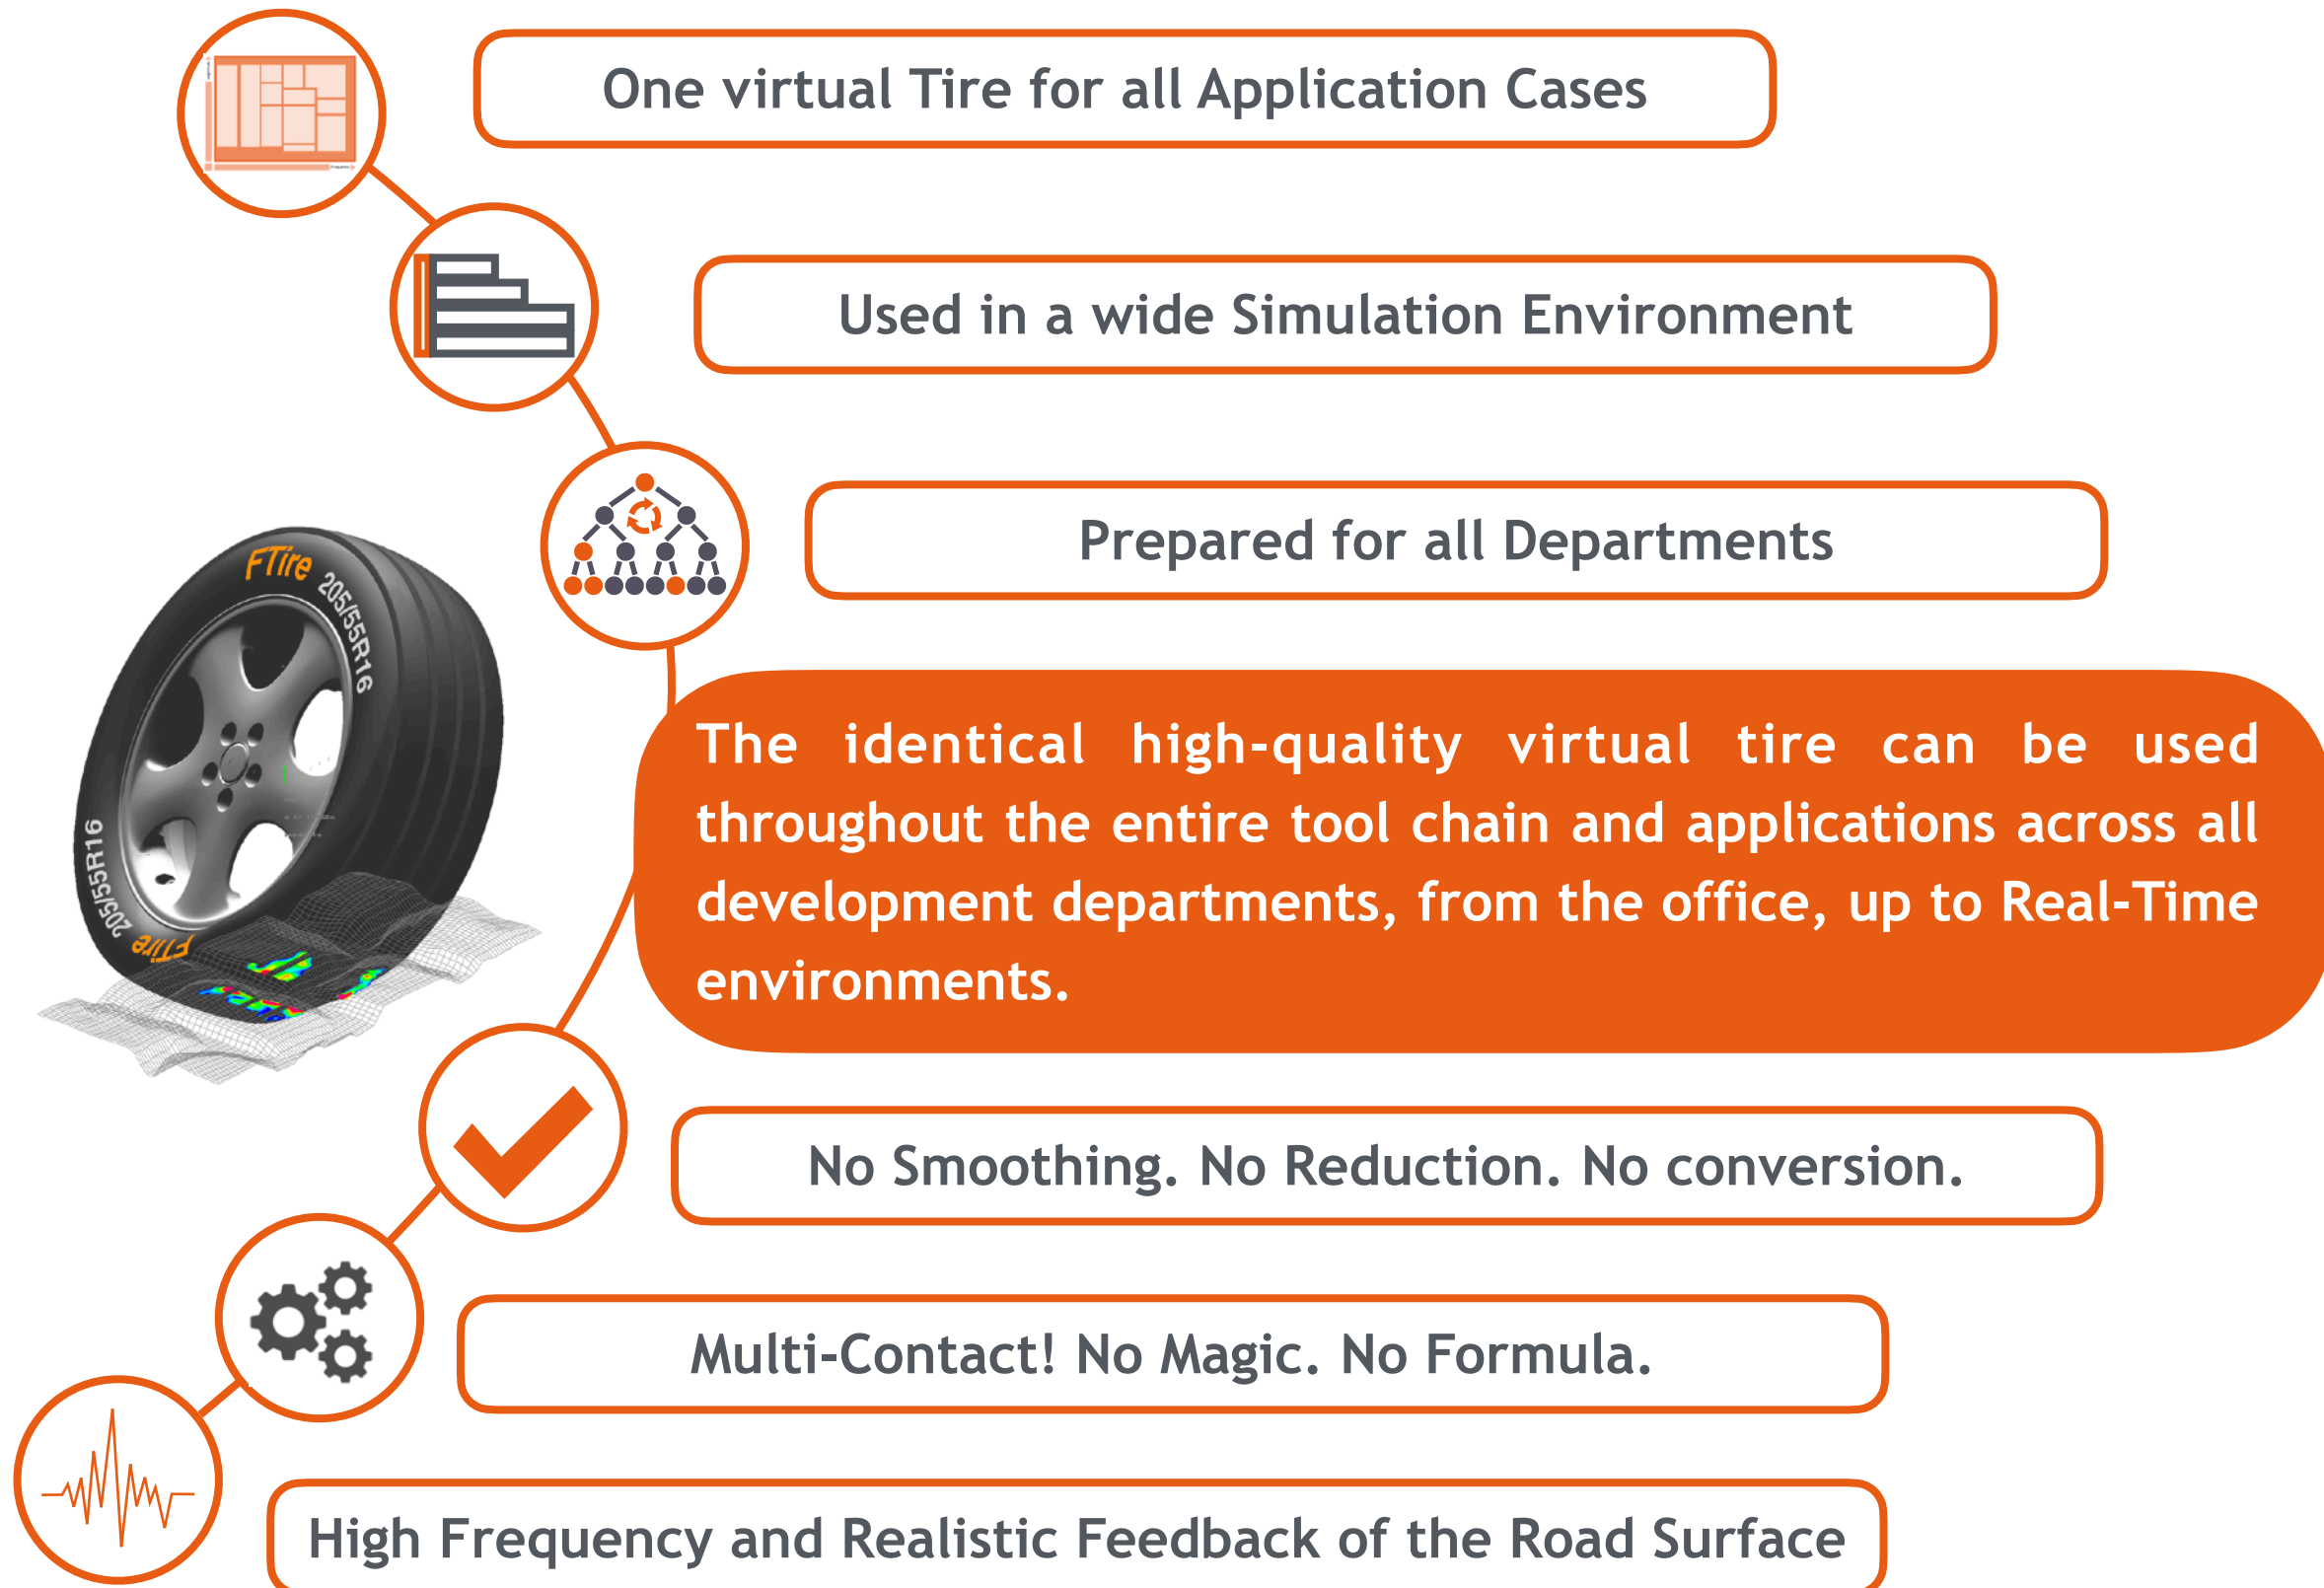 One virtual Tire for all Application Cases
Used in a wide Simulation Environment
Prepared for all Departments
FTire 205/55R16
205/55R16
FTire
The identical high-quality virtual tire can be used
throughout the entire tool chain and applications across all
development departments, from the office, up to Real-Time
environments.
No Smoothing. No Reduction. No conversion.
Multi-Contact! No Magic. No Formula.
High Frequency and Realistic Feedback of the Road Surface